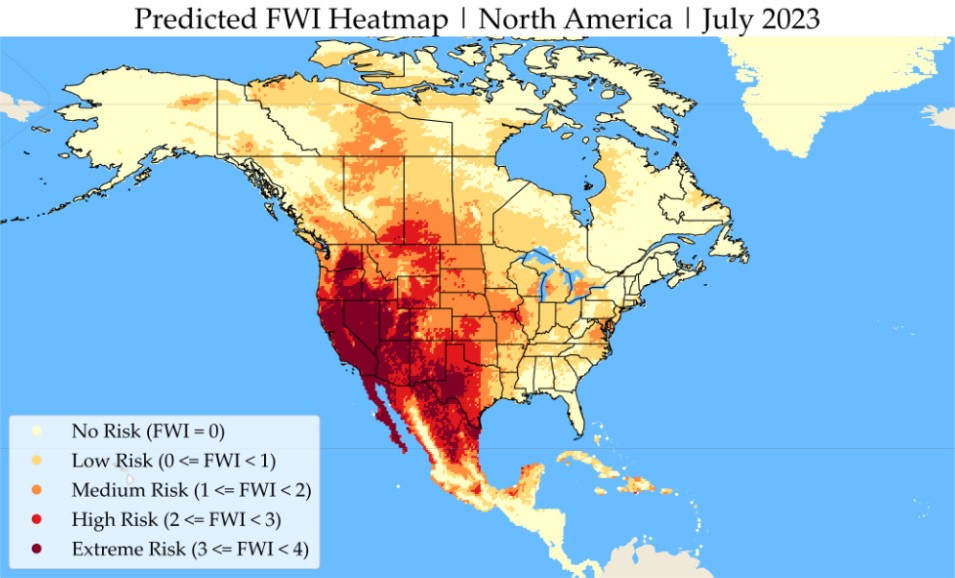 Predicted FWI Heatmap | North America | July 2023
No Risk (FWI = 0)
Low Risk (0 <= FWI < 1)
Medium Risk (1 <= FWI < 2)
High Risk (2 <= FWI < 3)
Extreme Risk (3 <= FWI < 4)